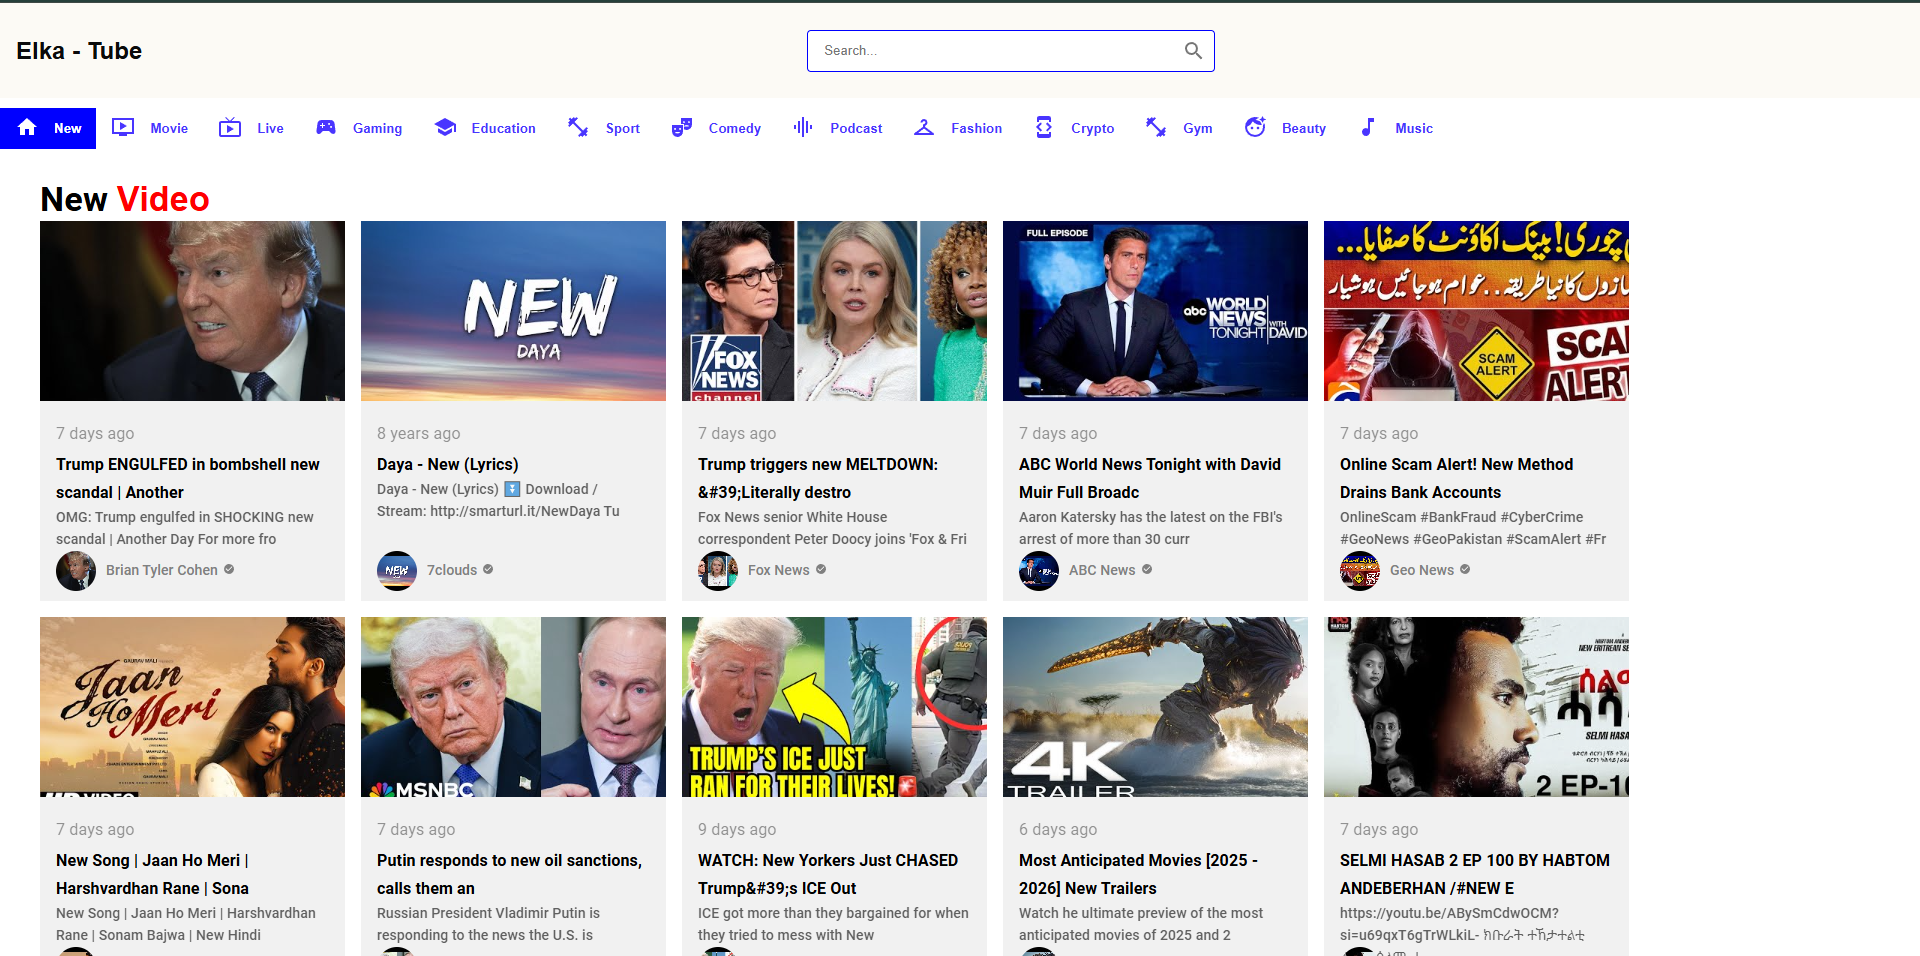 Elka - Tube
Search...
New
Movie
Live
Gaming
Education
Sport
Comedy
Podcast
Fashion
Crypto
Gym
Beauty
Music
New Video
NEW
DAYA
FOX
NEWS
channel
FULL EPISODE
abc WORLD
NEWS
TONIGHT WITH DAVID
چوری! بینک اکاؤنٹ کا صفایا...
کا نیا طریقہ.. عوام ہو جائیں ہوشیار
SCAM
ALERT
SCA
ALERT
7 days ago
Trump ENGULFED in bombshell new
scandal | Another
OMG: Trump engulfed in SHOCKING new
scandal | Another Day For more fro
Brian Tyler Cohen
8 years ago
Daya - New (Lyrics)
Daya - New (Lyrics) ⏬ Download /
Stream: http://smarturl.it/NewDaya Tu
7clouds
7 days ago
Trump triggers new MELTDOWN:
&#39;Literally destro
Fox News senior White House
correspondent Peter Doocy joins 'Fox & Fri
Fox News
7 days ago
ABC World News Tonight with David
Muir Full Broadc
Aaron Katersky has the latest on the FBI's
arrest of more than 30 curr
ABC News
7 days ago
Online Scam Alert! New Method
Drains Bank Accounts
OnlineScam #BankFraud #CyberCrime
#GeoNews #GeoPakistan #ScamAlert #Fr
Geo News
GAURAV MALI
Jaan
Ho Meri
HD VIDEO
MSNBC
TRUMP'S ICE JUST
RAN FOR THEIR LIVES!
4K
TRAILER
NEW ERITREAN SE
SELMI HASA
2 EP-10
7 days ago
New Song | Jaan Ho Meri |
Harshvardhan Rane | Sona
New Song | Jaan Ho Meri | Harshvardhan
Rane | Sonam Bajwa | New Hindi
7 days ago
Putin responds to new oil sanctions,
calls them an
Russian President Vladimir Putin is
responding to the news the U.S. is
9 days ago
WATCH: New Yorkers Just CHASED
Trump&#39;s ICE Out
ICE got more than they bargained for when
they tried to mess with New
6 days ago
Most Anticipated Movies [2025 -
2026] New Trailers
Watch he ultimate preview of the most
anticipated movies of 2025 and 2
7 days ago
SELMI HASAB 2 EP 100 BY HABTOM
ANDEBERHAN /#NEW E
https://youtu.be/ABySmCdwOCM?
si=u69qxT6gTrWLkiL- ክቡራት ተኸታተልቲ